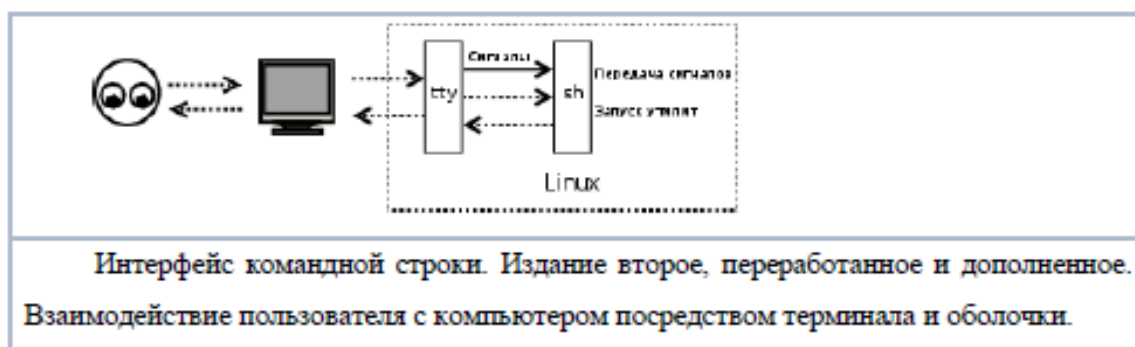 Сигналы
tty
sh
Передача сигналов
Запуск утилит
Linux
Интерфейс командной строки. Издание второе, переработанное и дополненное.
Взаимодействие пользователя с компьютером посредством терминала и оболочки.